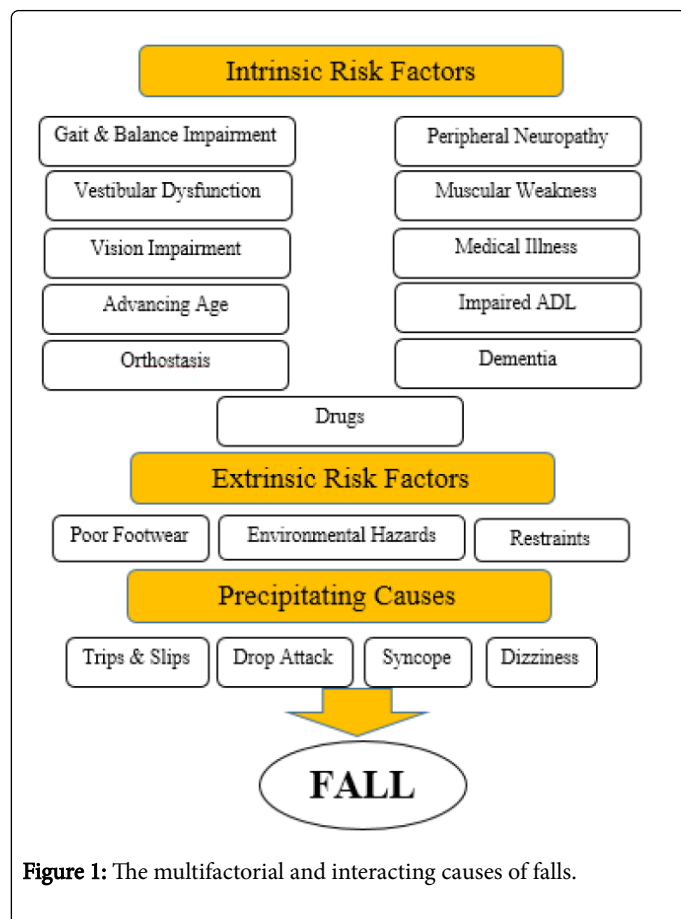 Intrinsic Risk Factors
Gait & Balance Impairment
Peripheral Neuropathy
Vestibular Dysfunction
Muscular Weakness
Vision Impairment
Medical Illness
Advancing Age
Impaired ADL
Orthostasis
Dementia
Drugs
Extrinsic Risk Factors
Poor Footwear
Environmental Hazards
Restraints
Precipitating Causes
Trips & Slips
Drop Attack
Syncope
Dizziness
FALL
Figure 1: The multifactorial and interacting causes of falls.